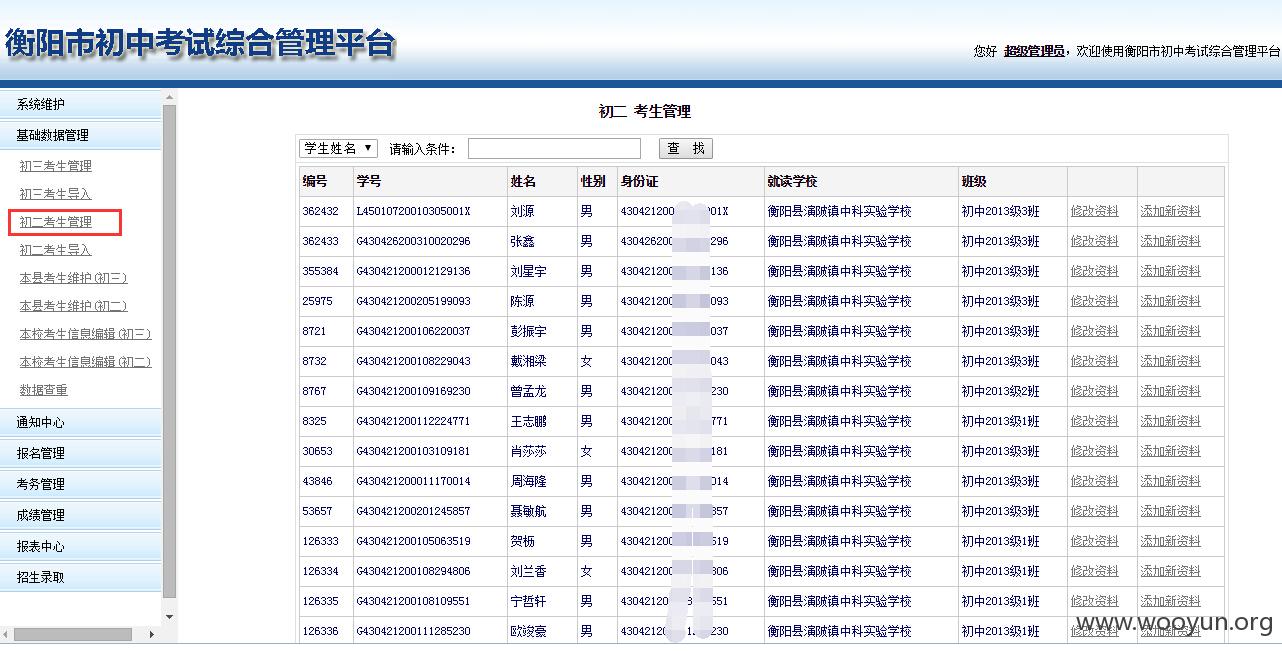 衡阳市初中考试综合管理平台
您好 超级管理员，欢迎使用衡阳市初中考试综合管理平台
系统维护
基础数据管理
初三考生管理
初三考生导入
初二考生管理
初二考生导入
本县考生维护(初三)
本县考生维护(初二)
本校考生信息编辑(初三)
本校考生信息编辑(初二)
数据查重
通知中心
报名管理
考务管理
成绩管理
报表中心
招生录取
初二 考生管理
学生姓名 ▼ 请输入条件： 查 找
编号 学号 姓名 性别 身份证 就读学校 班级
362432 L45010720010305001X 刘源 男 43042120 01X 衡阳县演陂镇中科实验学校 初中2013级3班 修改资料 添加新资料
362433 G430426200310020296 张鑫 男 43042620 296 衡阳县演陂镇中科实验学校 初中2013级3班 修改资料 添加新资料
355384 G430421200012129136 刘星宇 男 43042120 136 衡阳县演陂镇中科实验学校 初中2013级3班 修改资料 添加新资料
25975 G430421200205199093 陈源 男 43042120 093 衡阳县演陂镇中科实验学校 初中2013级3班 修改资料 添加新资料
8721 G430421200106220037 彭振宇 男 43042120 037 衡阳县演陂镇中科实验学校 初中2013级3班 修改资料 添加新资料
8732 G430421200108229043 戴湘梁 女 43042120 043 衡阳县演陂镇中科实验学校 初中2013级3班 修改资料 添加新资料
8767 G430421200109169230 曾孟龙 男 43042120 230 衡阳县演陂镇中科实验学校 初中2013级2班 修改资料 添加新资料
8325 G430421200112224771 王志鹏 男 43042120 771 衡阳县演陂镇中科实验学校 初中2013级1班 修改资料 添加新资料
30653 G430421200103109181 肖莎莎 女 43042120 181 衡阳县演陂镇中科实验学校 初中2013级1班 修改资料 添加新资料
43846 G430421200011170014 周海隆 男 43042120 014 衡阳县演陂镇中科实验学校 初中2013级3班 修改资料 添加新资料
53657 G430421200201245857 聂敏航 男 43042120 857 衡阳县演陂镇中科实验学校 初中2013级3班 修改资料 添加新资料
126333 G430421200105063519 贺枥 男 43042120 519 衡阳县演陂镇中科实验学校 初中2013级1班 修改资料 添加新资料
126334 G430421200108294806 刘兰香 女 43042120 806 衡阳县演陂镇中科实验学校 初中2013级1班 修改资料 添加新资料
126335 G430421200108109551 宁哲轩 男 43042120 551 衡阳县演陂镇中科实验学校 初中2013级1班 修改资料 添加新资料
126336 G430421200111285230 欧骏豪 男 43042120 230 衡阳县演陂镇中科实验学校 初中2013级1班 修改资料 添加新资料
www.wooyun.org